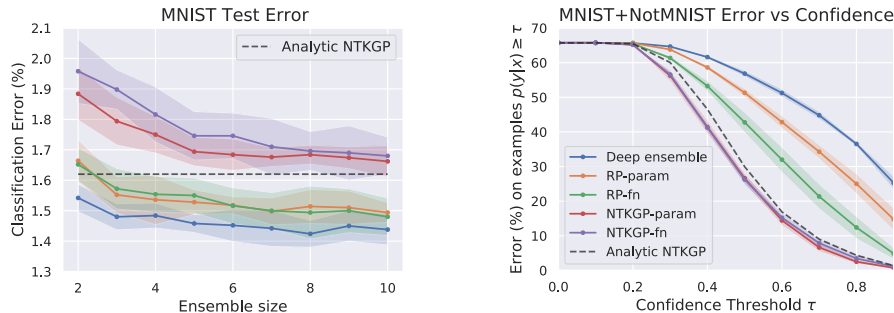 MNIST Test Error
Classification Error (%)
2.1
2.0
1.9
1.8
1.7
1.6
1.5
1.4
1.3
Analytic NTKGP
2 4 6 8 10
Ensemble size
MNIST+NotMNIST Error vs Confidence
Error (%) on examples p(y|x) ≥ τ
70
60
50
40
30
20
10
0
Deep ensemble
RP-param
RP-fn
NTKGP-param
NTKGP-fn
Analytic NTKGP
0.0 0.2 0.4 0.6 0.8
Confidence Threshold τ